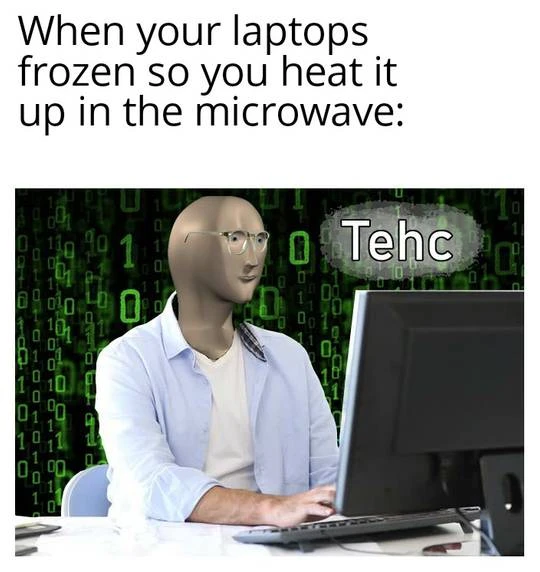 When your laptops
frozen so you heat it
up in the microwave:
Tehc